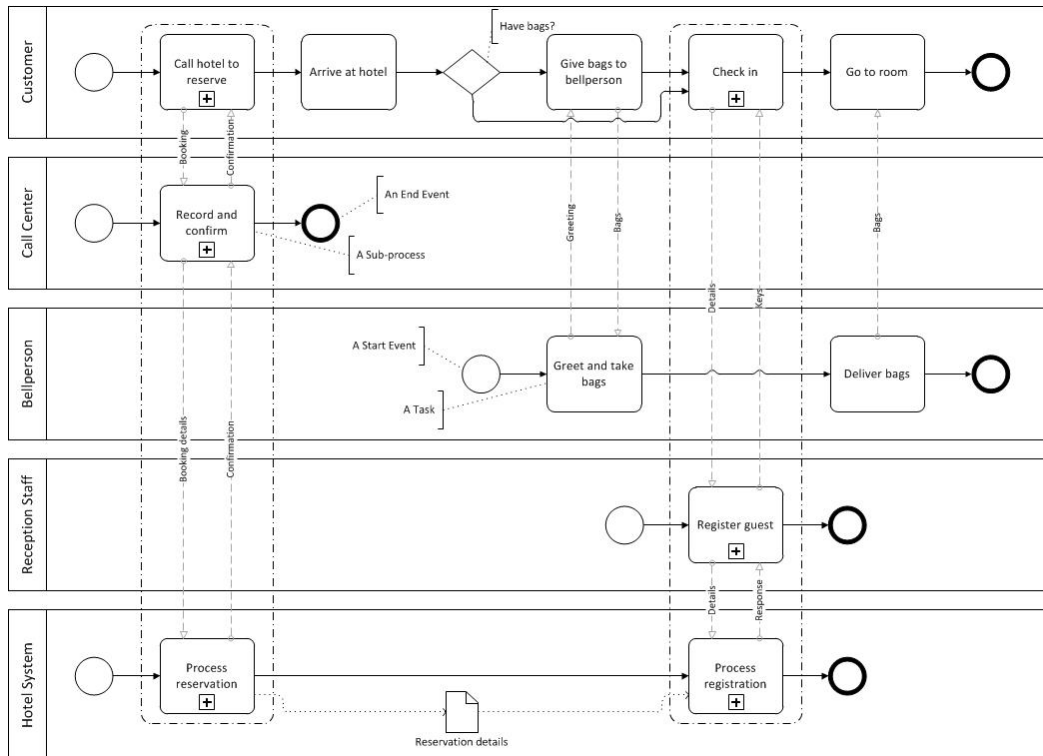 Customer
Call hotel to
reserve
Arrive at hotel
Have bags?
Give bags to
bellperson
Check in
Go to room
Booking
Confirmation
Call Center
Record and
confirm
An End Event
A Sub-process
Greeting
Bags
Details
Keys
Bags
Bellperson
A Start Event
A Task
Greet and take
bags
Deliver bags
Booking details
Confirmation
Reception Staff
Register guest
Details
Response
Hotel System
Process
reservation
Reservation details
Process
registration